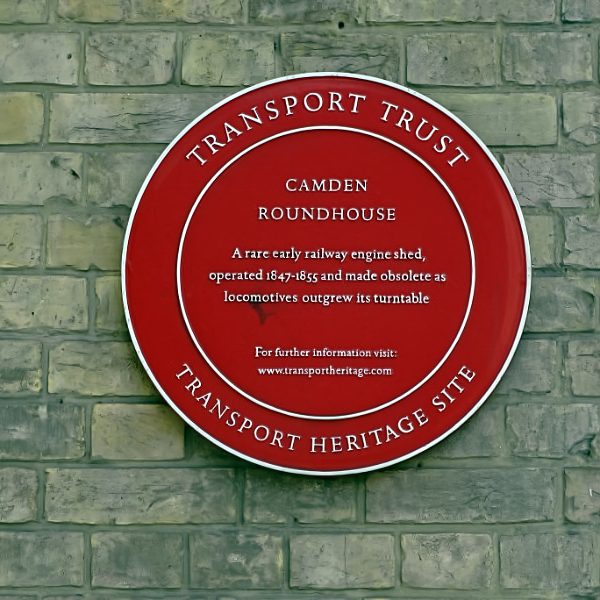 TRANSPORT TRUST
CAMDEN
ROUNDHOUSE
A rare early railway engine shed,
operated 1847-1855 and made obsolete as
locomotives outgrew its turntable
For further information visit:
www.transportheritage.com
TRANSPORT HERITAGE SITE